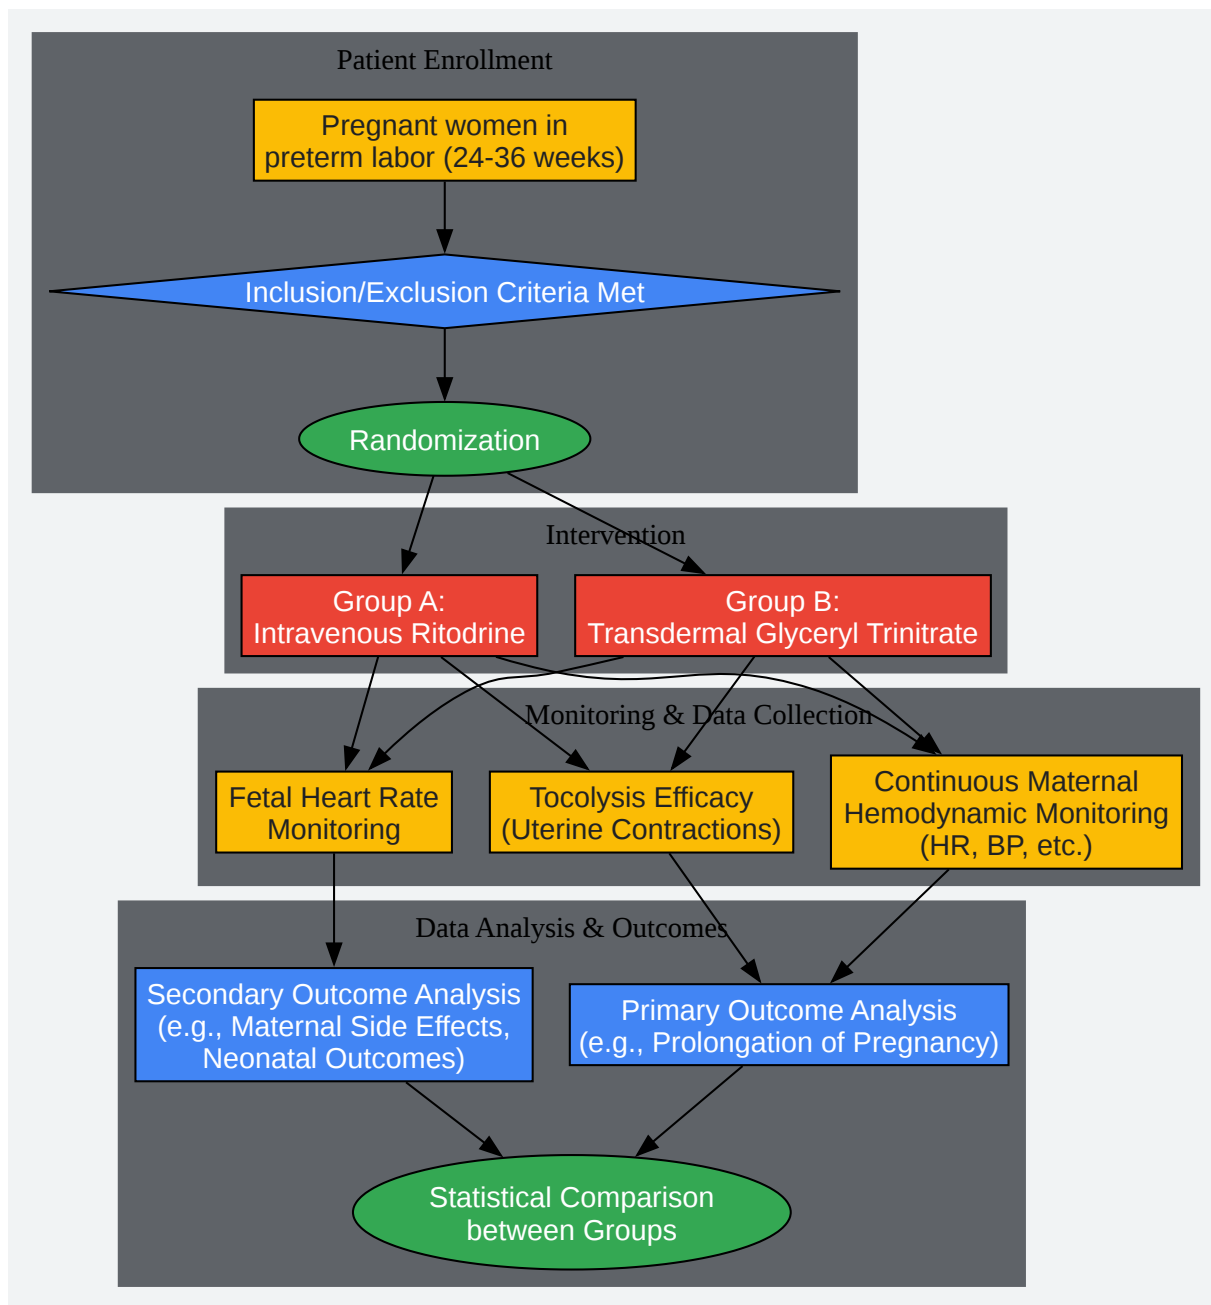 Patient Enrollment
Pregnant women in
preterm labor (24-36 weeks)
Inclusion/Exclusion Criteria Met
Randomization
Intervention
Group A:
Intravenous Ritodrine
Group B:
Transdermal Glyceryl Trinitrate
Monitoring & Data Collection
Fetal Heart Rate
Monitoring
Tocolysis Efficacy
(Uterine Contractions)
Continuous Maternal
Hemodynamic Monitoring
(HR, BP, etc.)
Data Analysis & Outcomes
Secondary Outcome Analysis
(e.g., Maternal Side Effects,
Neonatal Outcomes)
Primary Outcome Analysis
(e.g., Prolongation of Pregnancy)
Statistical Comparison
between Groups